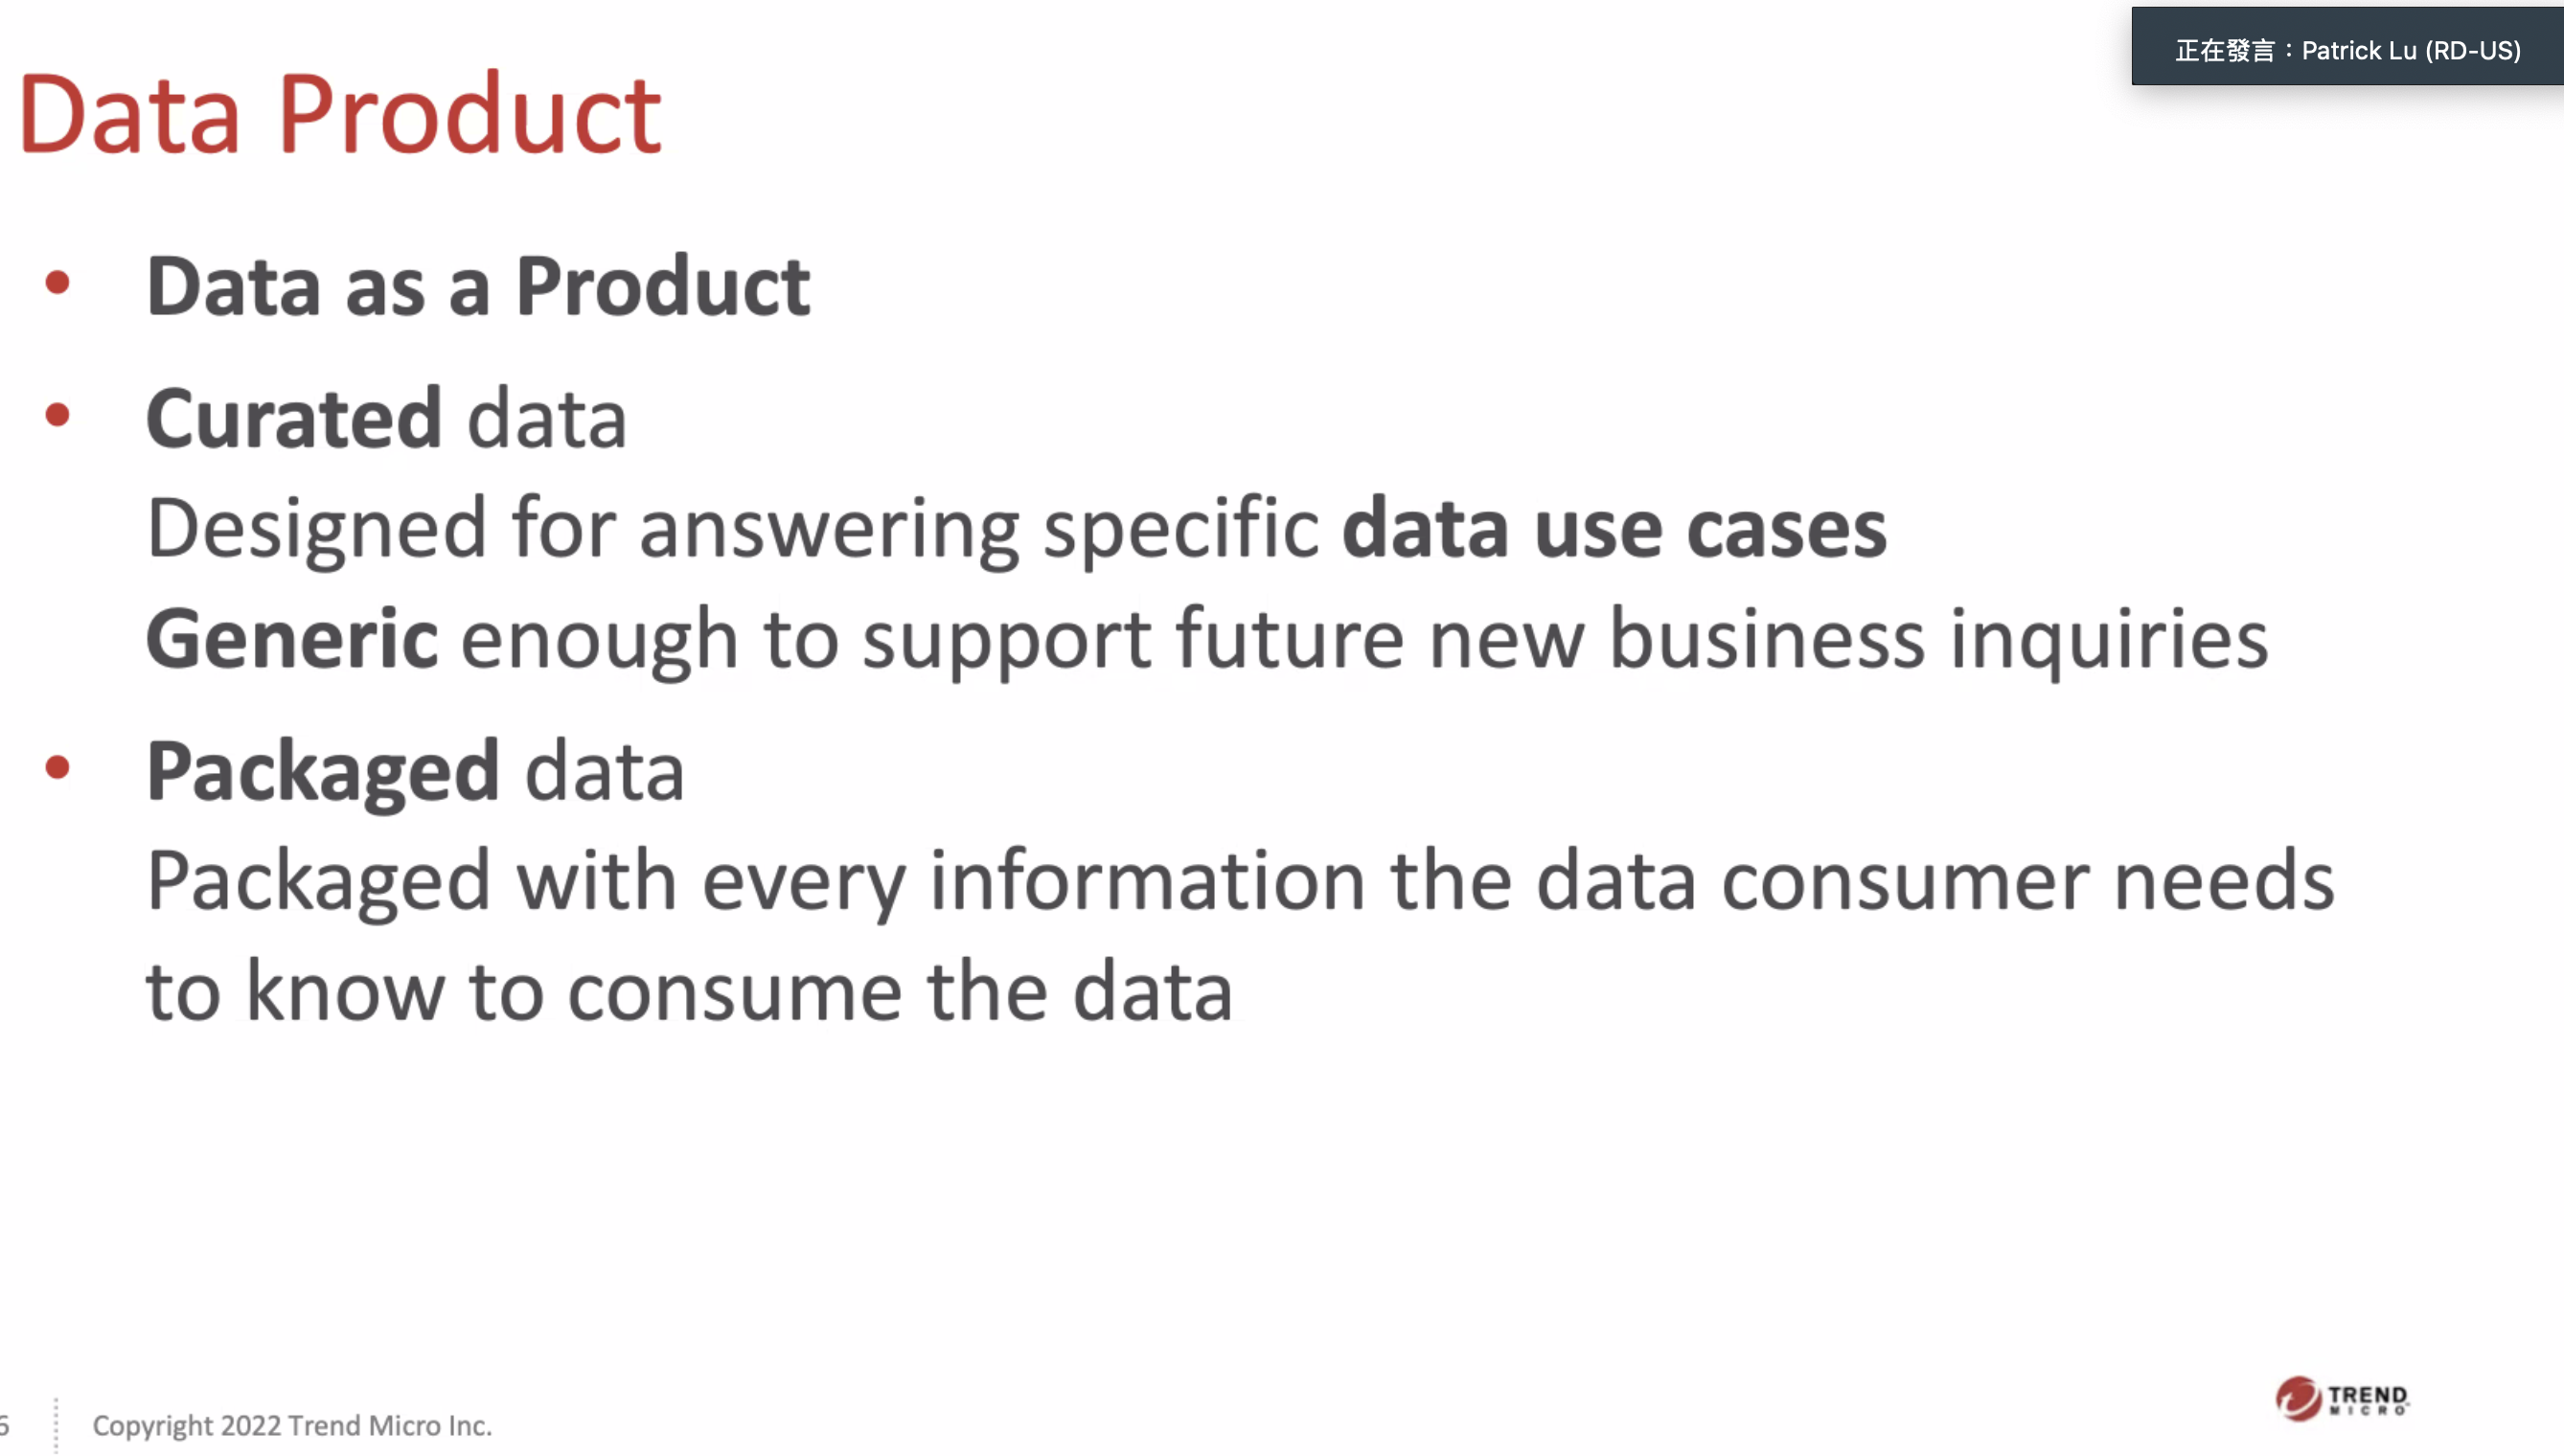 正在發言：Patrick Lu (RD-US)
Data Product
• Data as a Product
• Curated data
Designed for answering specific data use cases
Generic enough to support future new business inquiries
• Packaged data
Packaged with every information the data consumer needs
to know to consume the data
Copyright 2022 Trend Micro Inc.
TREND
MICRO